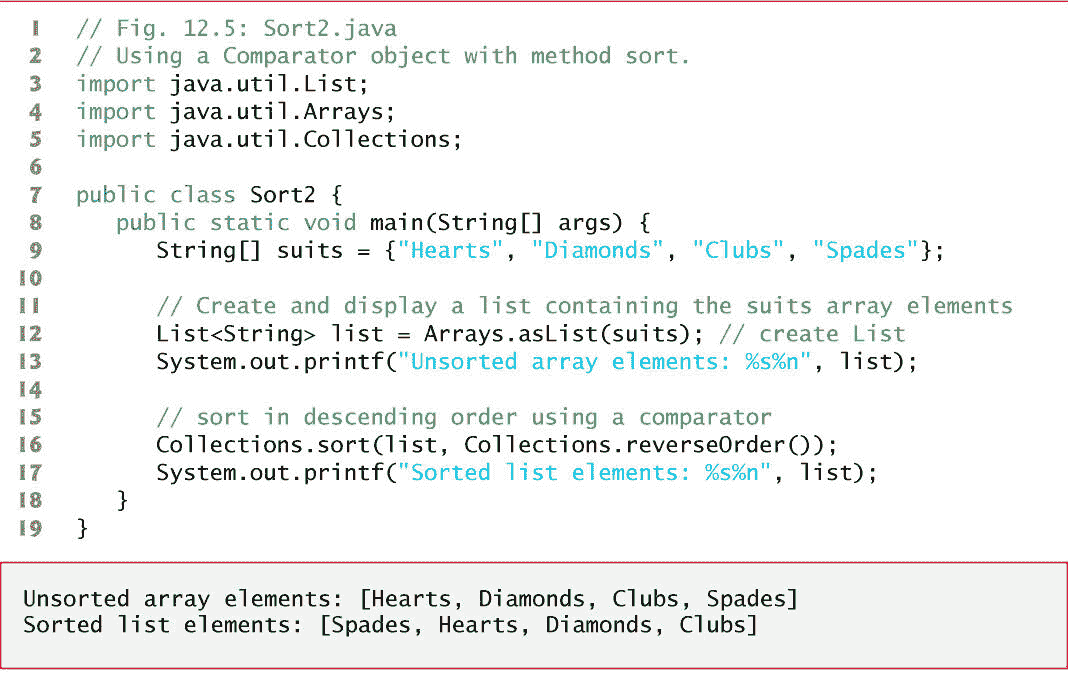 1 // Fig. 12.5: Sort2.java
2 // Using a Comparator object with method sort.
3 import java.util.List;
4 import java.util.Arrays;
5 import java.util.Collections;
6
7 public class Sort2 {
8    public static void main(String[] args) {
9       String[] suits = {"Hearts", "Diamonds", "Clubs", "Spades"};
10
11       // Create and display a list containing the suits array elements
12       List<String> list = Arrays.asList(suits); // create List
13       System.out.printf("Unsorted array elements: %s%n", list);
14
15       // sort in descending order using a comparator
16       Collections.sort(list, Collections.reverseOrder());
17       System.out.printf("Sorted list elements: %s%n", list);
18    }
19 }
Unsorted array elements: [Hearts, Diamonds, Clubs, Spades]
Sorted list elements: [Spades, Hearts, Diamonds, Clubs]